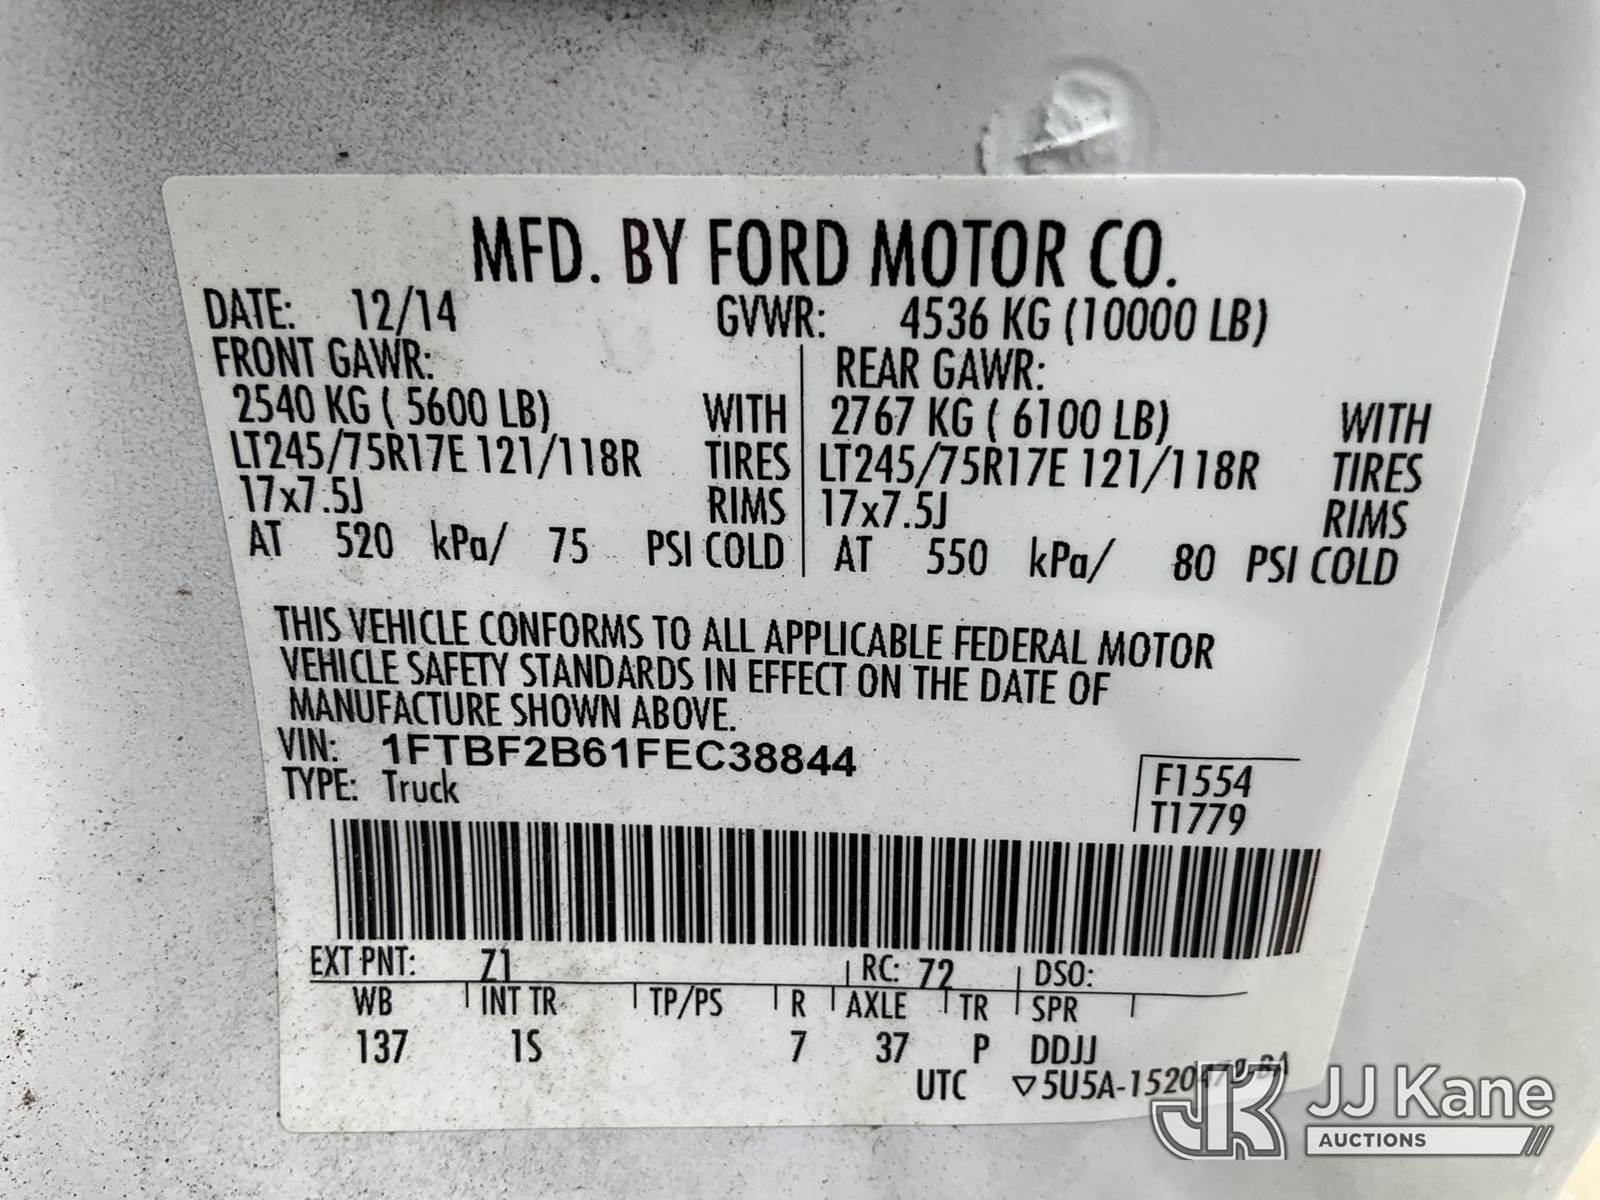 MFD. BY FORD MOTOR CO.
DATE: 12/14 GVWR: 4536 KG (10000 LB)
FRONT GAWR: REAR GAWR:
2540 KG ( 5600 LB) WITH 2767 KG ( 6100 LB) WITH
LT245/75R17E 121/118R TIRES LT245/75R17E 121/118R TIRES
17x7.5J RIMS 17x7.5J RIMS
AT 520 kPa/ 75 PSI COLD AT 550 kPa/ 80 PSI COLD
THIS VEHICLE CONFORMS TO ALL APPLICABLE FEDERAL MOTOR
VEHICLE SAFETY STANDARDS IN EFFECT ON THE DATE OF
MANUFACTURE SHOWN ABOVE.
VIN: 1FTBF2B61FEC38844
TYPE: Truck
F1554
T1779
EXT PNT: Z1 RC: 72 DSO:
WB INT TR TP/PS R AXLE TR SPR
137 1S 7 37 P DDJJ
UTC
JJ Kane
AUCTIONS